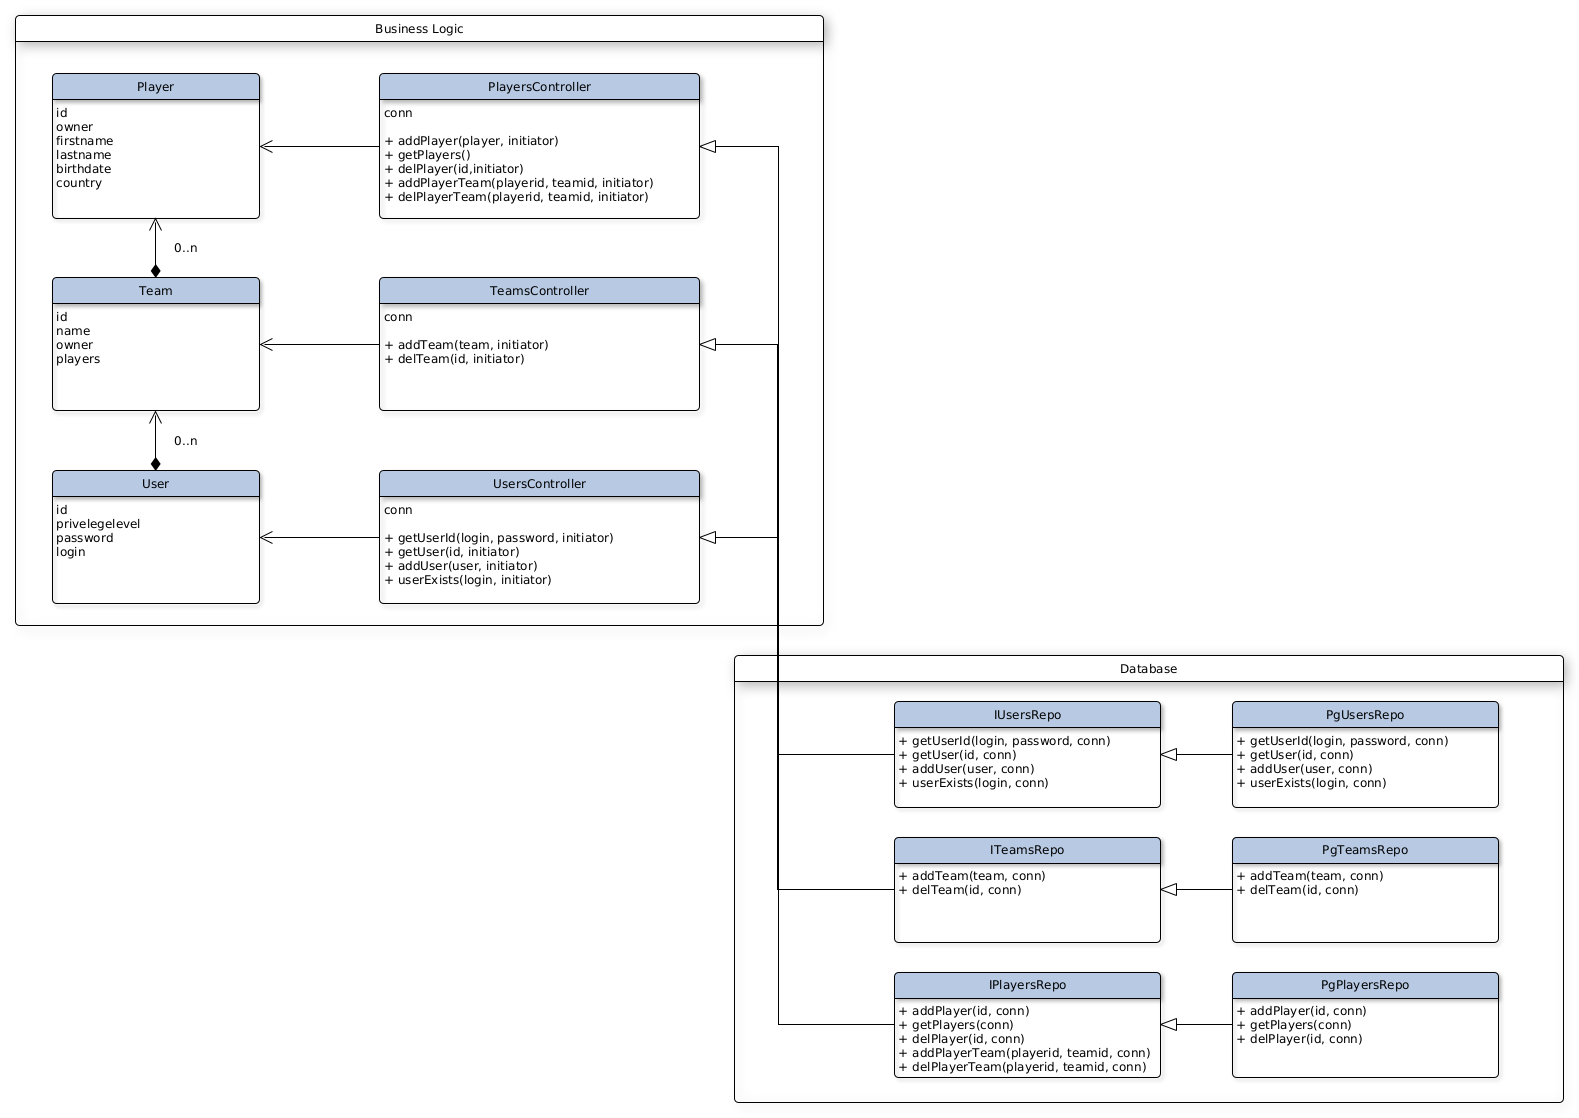 Business Logic
Player
id
owner
firstname
lastname
birthdate
country
PlayersController
conn
+ addPlayer(player, initiator)
+ getPlayers()
+ delPlayer(id,initiator)
+ addPlayerTeam(playerid, teamid, initiator)
+ delPlayerTeam(playerid, teamid, initiator)
0..n
Team
id
name
owner
players
TeamsController
conn
+ addTeam(team, initiator)
+ delTeam(id, initiator)
0..n
User
id
privelegelevel
password
login
UsersController
conn
+ getUserId(login, password, initiator)
+ getUser(id, initiator)
+ addUser(user, initiator)
+ userExists(login, initiator)
Database
IUsersRepo
+ getUserId(login, password, conn)
+ getUser(id, conn)
+ addUser(user, conn)
+ userExists(login, conn)
PgUsersRepo
+ getUserId(login, password, conn)
+ getUser(id, conn)
+ addUser(user, conn)
+ userExists(login, conn)
ITeamsRepo
+ addTeam(team, conn)
+ delTeam(id, conn)
PgTeamsRepo
+ addTeam(team, conn)
+ delTeam(id, conn)
IPlayersRepo
+ addPlayer(id, conn)
+ getPlayers(conn)
+ delPlayer(id, conn)
+ addPlayerTeam(playerid, teamid, conn)
+ delPlayerTeam(playerid, teamid, conn)
PgPlayersRepo
+ addPlayer(id, conn)
+ getPlayers(conn)
+ delPlayer(id, conn)